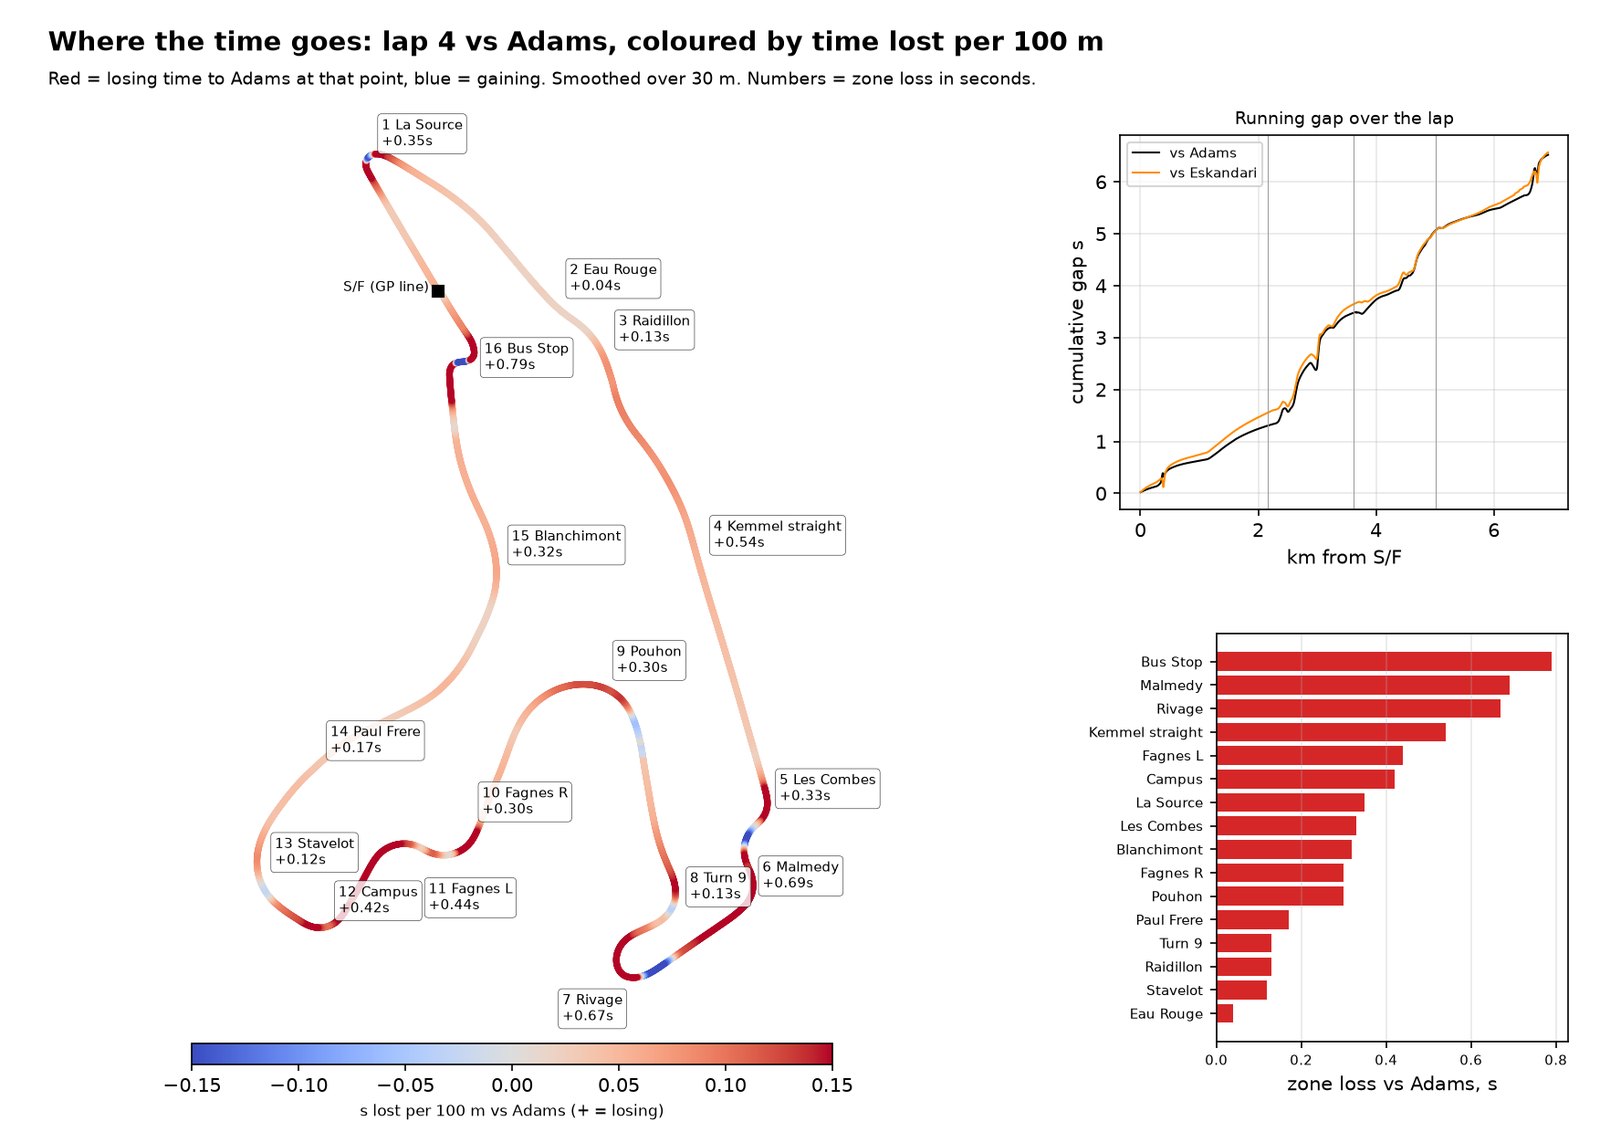 Where the time goes: lap 4 vs Adams, coloured by time lost per 100 m
Red = losing time to Adams at that point, blue = gaining. Smoothed over 30 m. Numbers = zone loss in seconds.
1 La Source
+0.35s
2 Eau Rouge
+0.04s
S/F (GP line)
3 Raidillon
+0.13s
16 Bus Stop
+0.79s
15 Blanchimont
+0.32s
4 Kemmel straight
+0.54s
9 Pouhon
+0.30s
14 Paul Frere
+0.17s
5 Les Combes
+0.33s
10 Fagnes R
+0.30s
13 Stavelot
+0.12s
6 Malmedy
+0.69s
8 Turn 9
+0.13s
12 Campus
+0.42s
11 Fagnes L
+0.44s
7 Rivage
+0.67s
−0.15
−0.10
−0.05
0.00
0.05
0.10
0.15
s lost per 100 m vs Adams (+ = losing)
Running gap over the lap
vs Adams
vs Eskandari
6
5
4
3
2
1
0
cumulative gap s
0
2
4
6
km from S/F
Bus Stop
Malmedy
Rivage
Kemmel straight
Fagnes L
Campus
La Source
Les Combes
Blanchimont
Fagnes R
Pouhon
Paul Frere
Turn 9
Raidillon
Stavelot
Eau Rouge
0.0
0.2
0.4
0.6
0.8
zone loss vs Adams, s